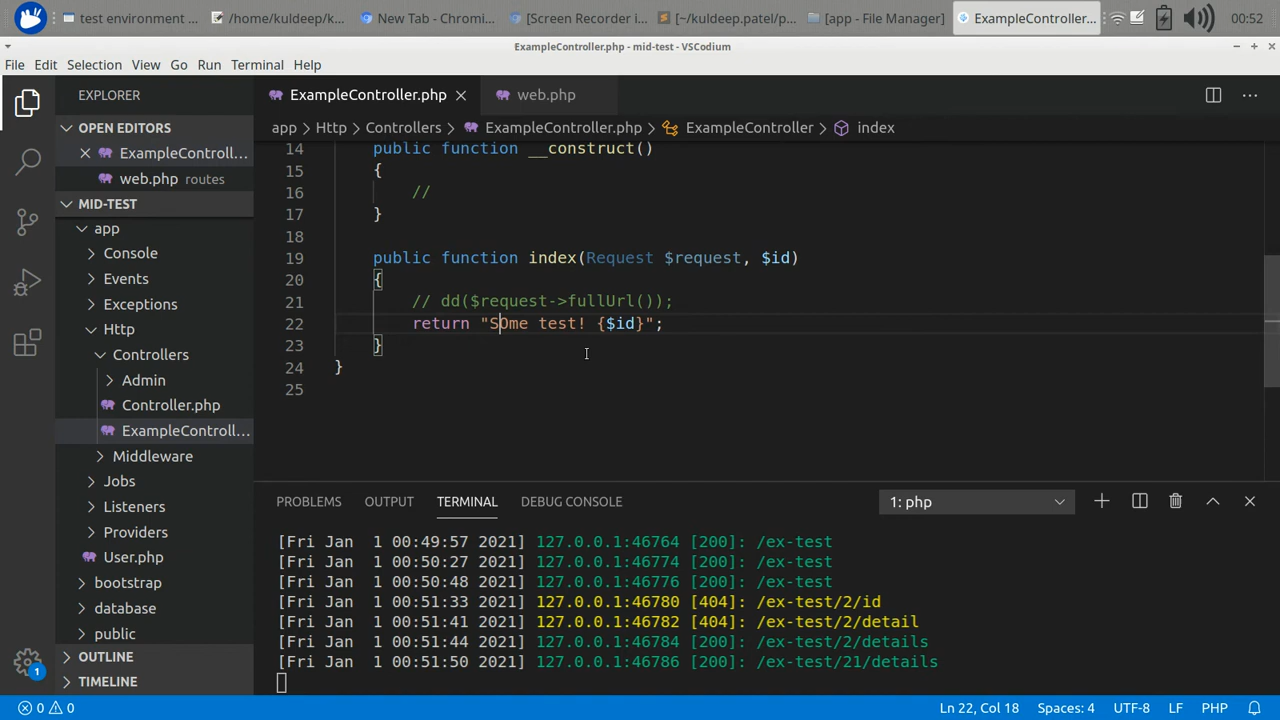 test environment ...
/home/kuldeep/k...
New Tab - Chromi...
[Screen Recorder i...
[~/kuldeep.patel/p...
[app - File Manager]
ExampleController...
00:52
ExampleController.php - mid-test - VSCodium
File Edit Selection View Go Run Terminal Help
EXPLORER
ExampleController.php
web.php
OPEN EDITORS
app > Http > Controllers > ExampleController.php > ExampleController > index
ExampleControll...
web.php routes
MID-TEST
app
Console
Events
Exceptions
Http
Controllers
Admin
Controller.php
ExampleControll...
Middleware
Jobs
Listeners
Providers
User.php
bootstrap
database
public
OUTLINE
TIMELINE
14 public function __construct()
15 {
16 //
17 }
18
19 public function index(Request $request, $id)
20 {
21 // dd($request->fullUrl());
22 return "SOme test! {$id}";
23 }
24 }
25
PROBLEMS OUTPUT TERMINAL DEBUG CONSOLE
1: php
[Fri Jan 1 00:49:57 2021] 127.0.0.1:46764 [200]: /ex-test
[Fri Jan 1 00:50:27 2021] 127.0.0.1:46774 [200]: /ex-test
[Fri Jan 1 00:50:48 2021] 127.0.0.1:46776 [200]: /ex-test
[Fri Jan 1 00:51:33 2021] 127.0.0.1:46780 [404]: /ex-test/2/id
[Fri Jan 1 00:51:41 2021] 127.0.0.1:46782 [404]: /ex-test/2/detail
[Fri Jan 1 00:51:44 2021] 127.0.0.1:46784 [200]: /ex-test/2/details
[Fri Jan 1 00:51:50 2021] 127.0.0.1:46786 [200]: /ex-test/21/details
1
0 0
Ln 22, Col 18 Spaces: 4 UTF-8 LF PHP